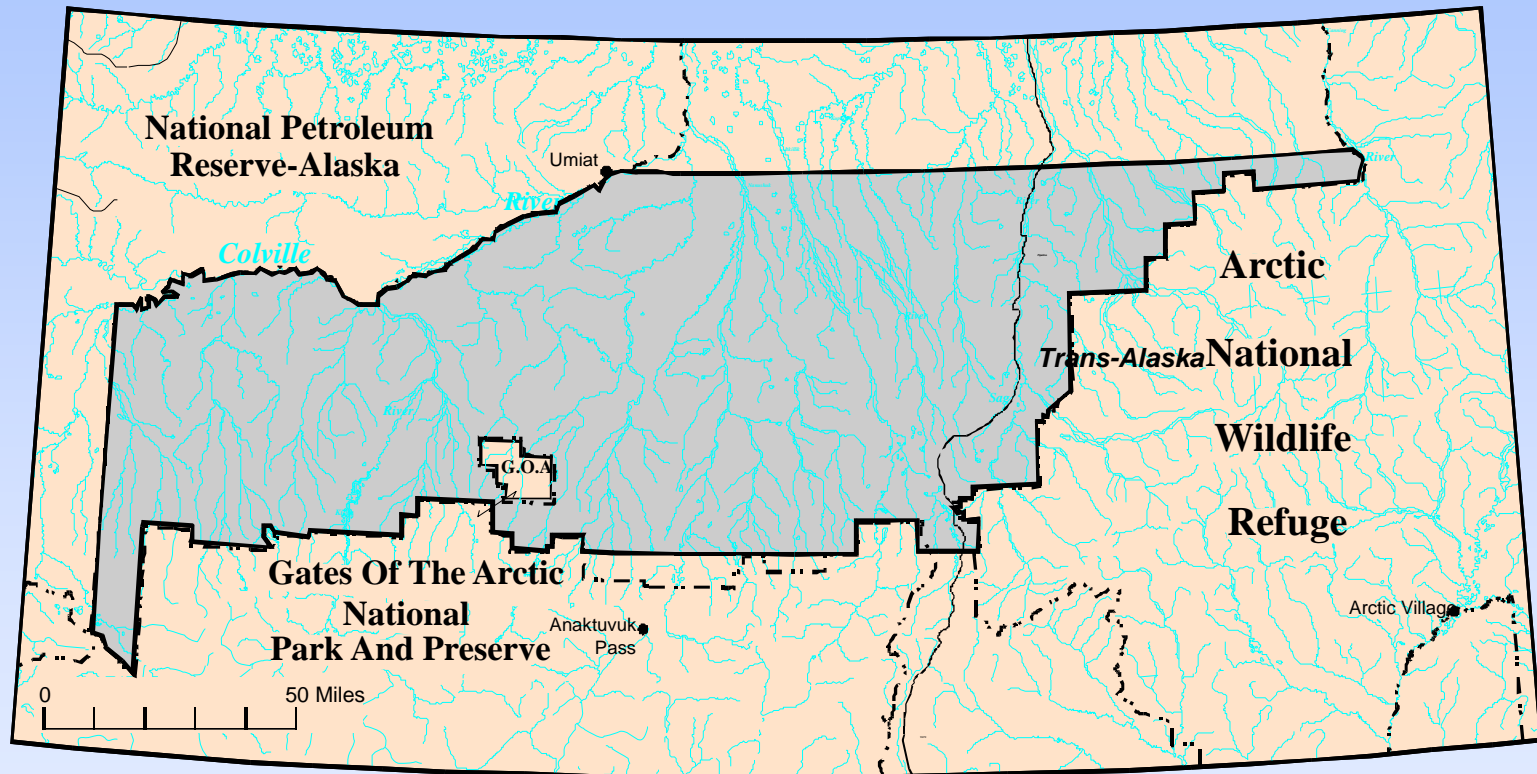 National Petroleum
Reserve-Alaska
Umiat
River
River
Colville
Arctic
Trans-Alaska National
River
River
Wildlife
G.O.A
Refuge
Gates Of The Arctic
National
Park And Preserve
Anaktuvuk
Pass
Arctic Village
0 50 Miles